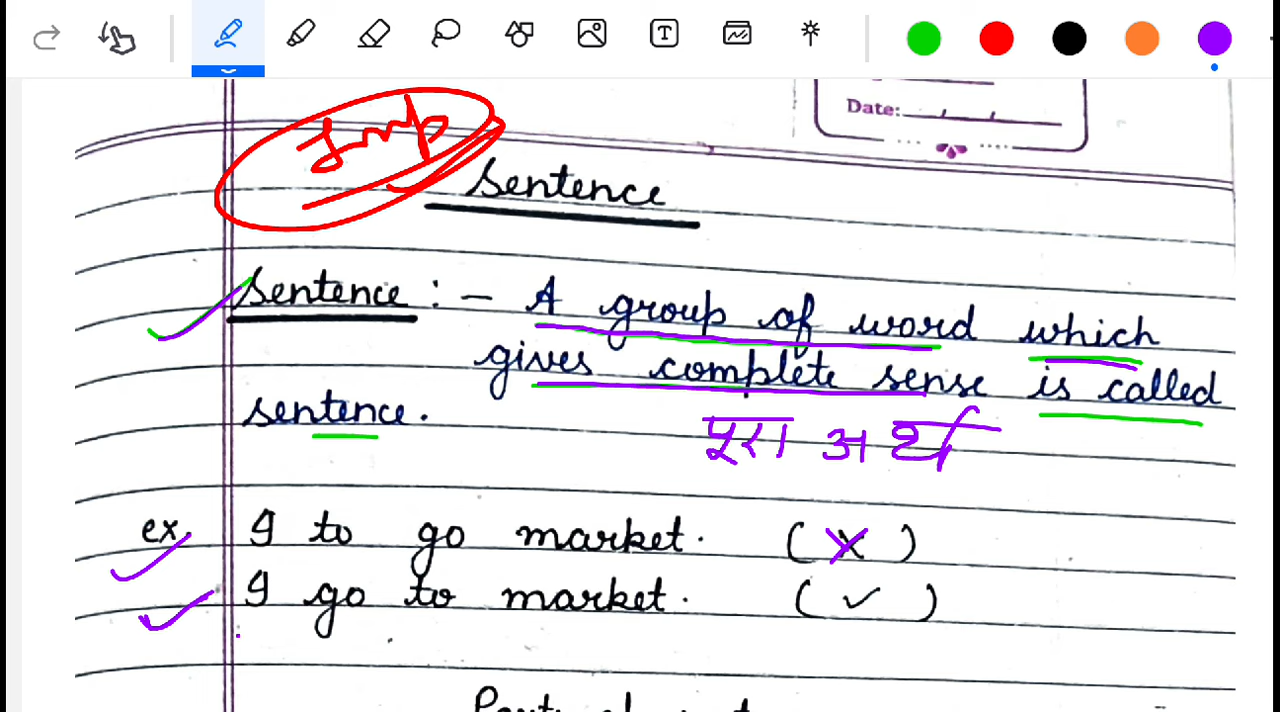 Date:
Imp
Sentence
Sentence : - A group of word which
gives complete sense is called
sentence.
पूरा अर्थ
ex. I to go market. (X)
I go to market. (✓)